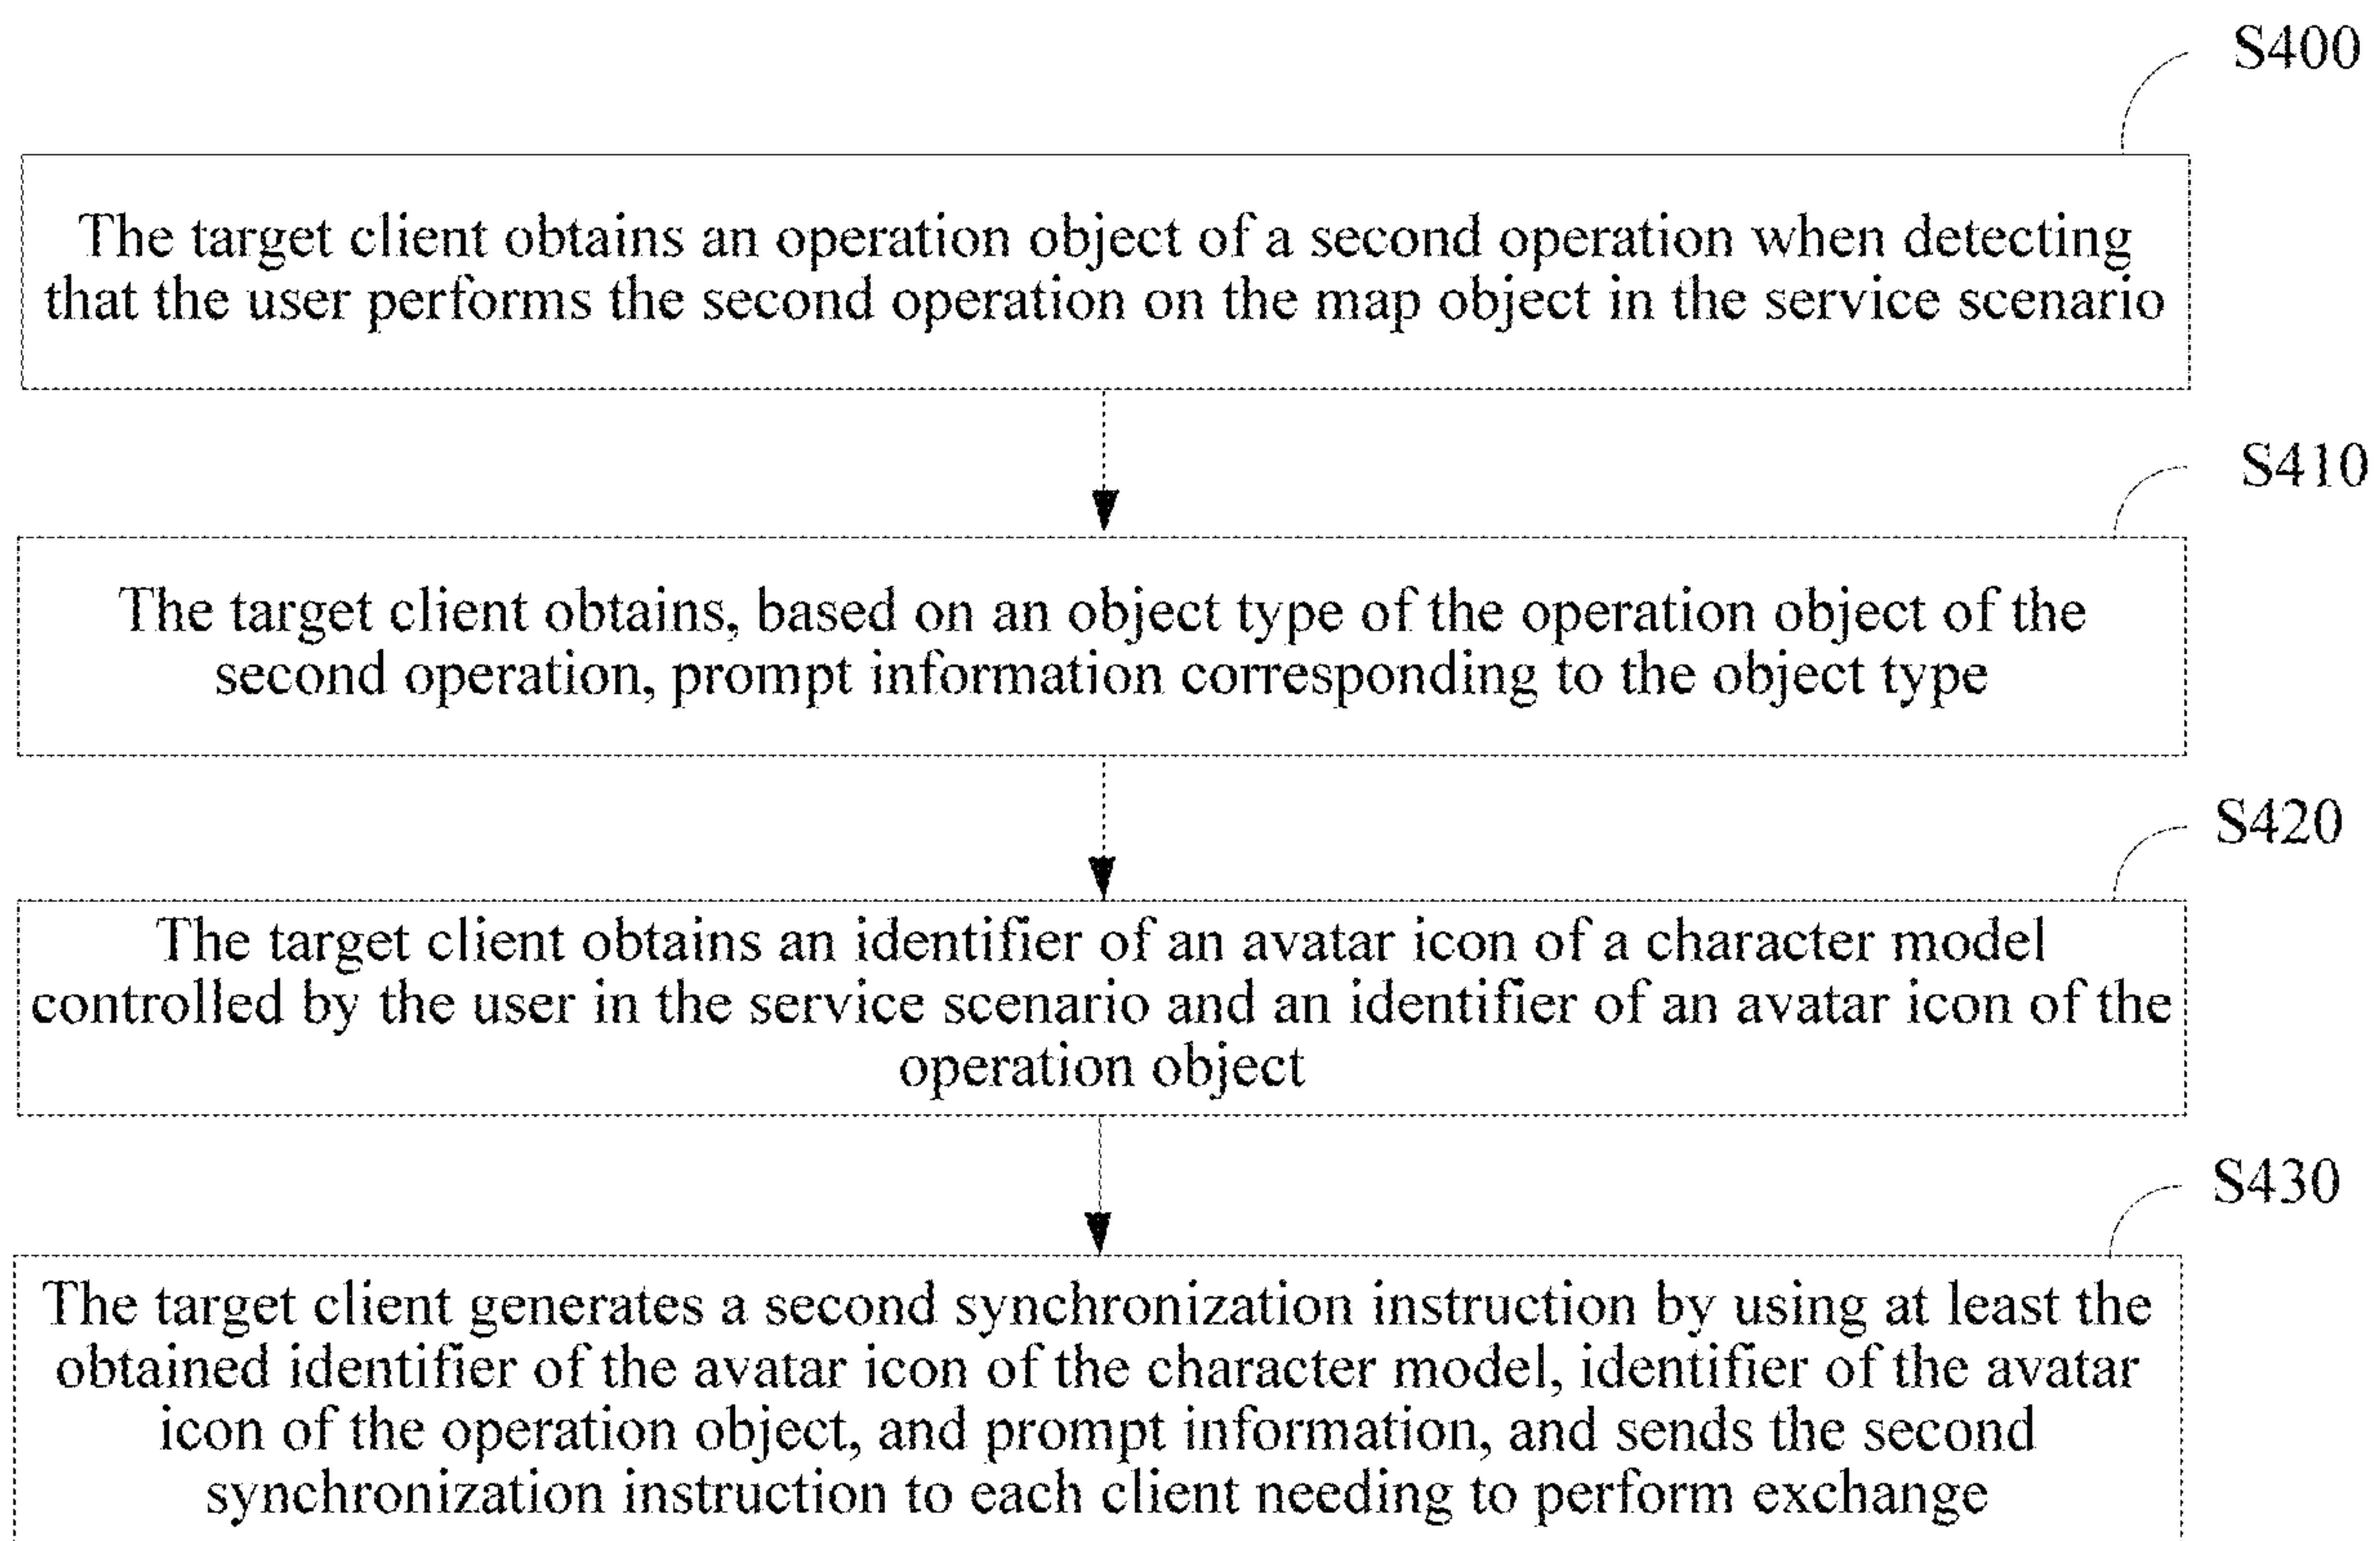 S400
The target client obtains an operation object of a second operation when detecting
that the user performs the second operation on the map object in the service scenario
S410
The target client obtains, based on an object type of the operation object of the
second operation, prompt information corresponding to the object type
S420
The target client obtains an identifier of an avatar icon of a character model
controlled by the user in the service scenario and an identifier of an avatar icon of the
operation object
S430
The target client generates a second synchronization instruction by using at least the
obtained identifier of the avatar icon of the character model, identifier of the avatar
icon of the operation object, and prompt information, and sends the second
synchronization instruction to each client needing to perform exchange